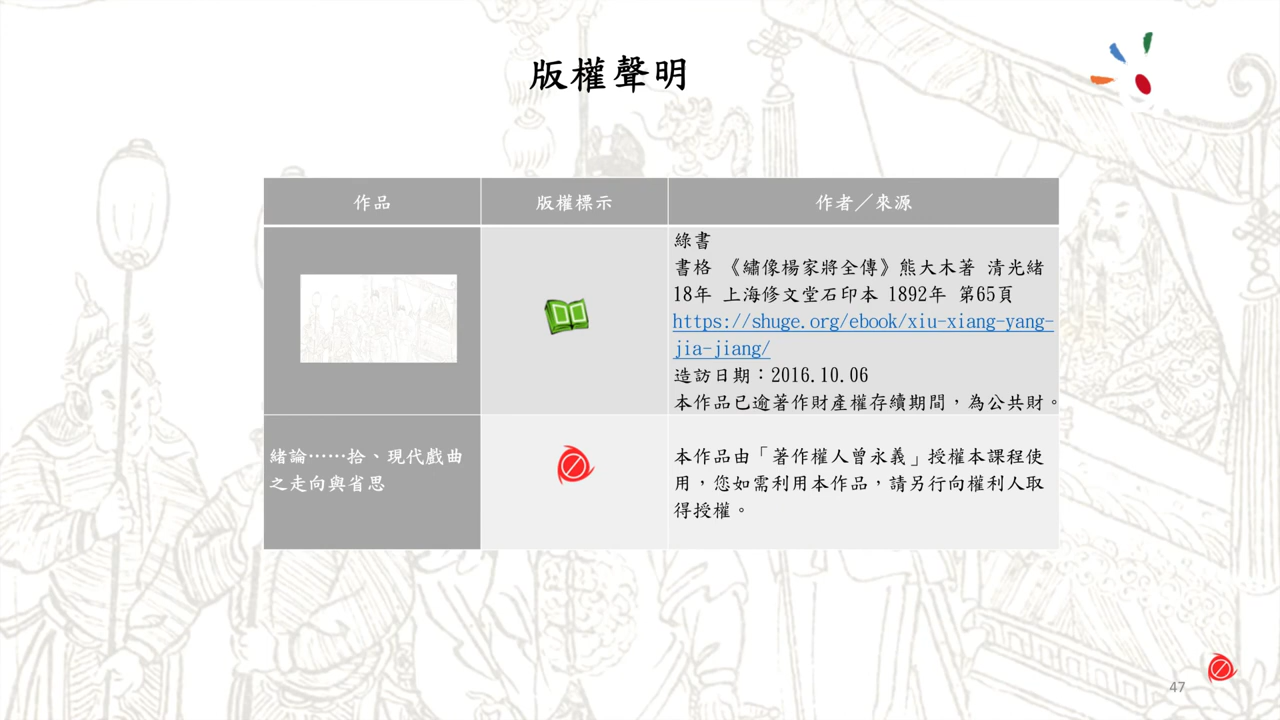 版權聲明
作品
版權標示
作者／來源
綠書
書格 《繡像楊家將全傳》熊大木著 清光緒
18年 上海修文堂石印本 1892年 第65頁
https://shuge.org/ebook/xiu-xiang-yang-
jia-jiang/
造訪日期：2016.10.06
本作品已逾著作財產權存續期間，為公共財。
緒論……拾、現代戲曲
之走向與省思
本作品由「著作權人曾永義」授權本課程使
用，您如需利用本作品，請另行向權利人取
得授權。
47